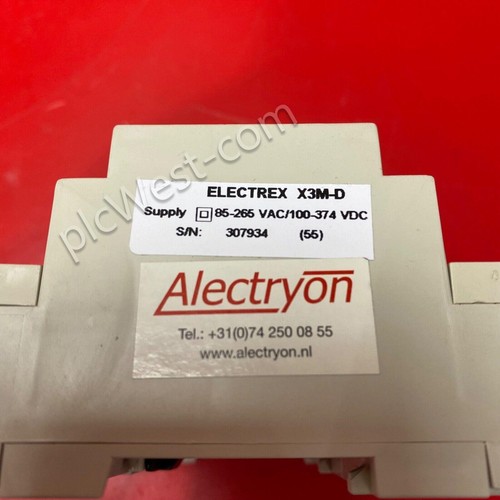 ELECTREX X3M-D
Supply 85-265 VAC/100-374 VDC
S/N: 307934 (55)
Alectryon
Tel.: +31(0)74 250 08 55
www.alectryon.nl
plcWest-com